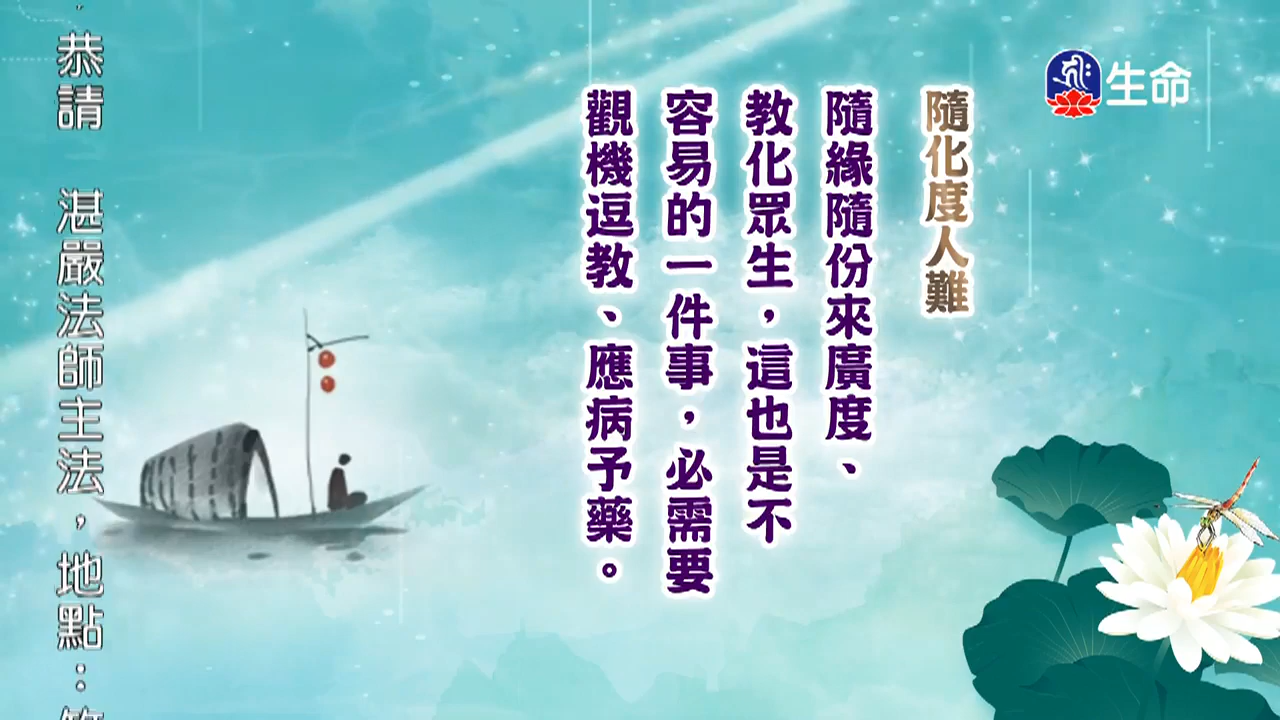 生命
隨化度人難
隨緣隨份來廣度、
教化眾生，這也是不
容易的一件事，必需要
觀機逗教、應病予藥。
，恭請　湛嚴法師主法，地點：